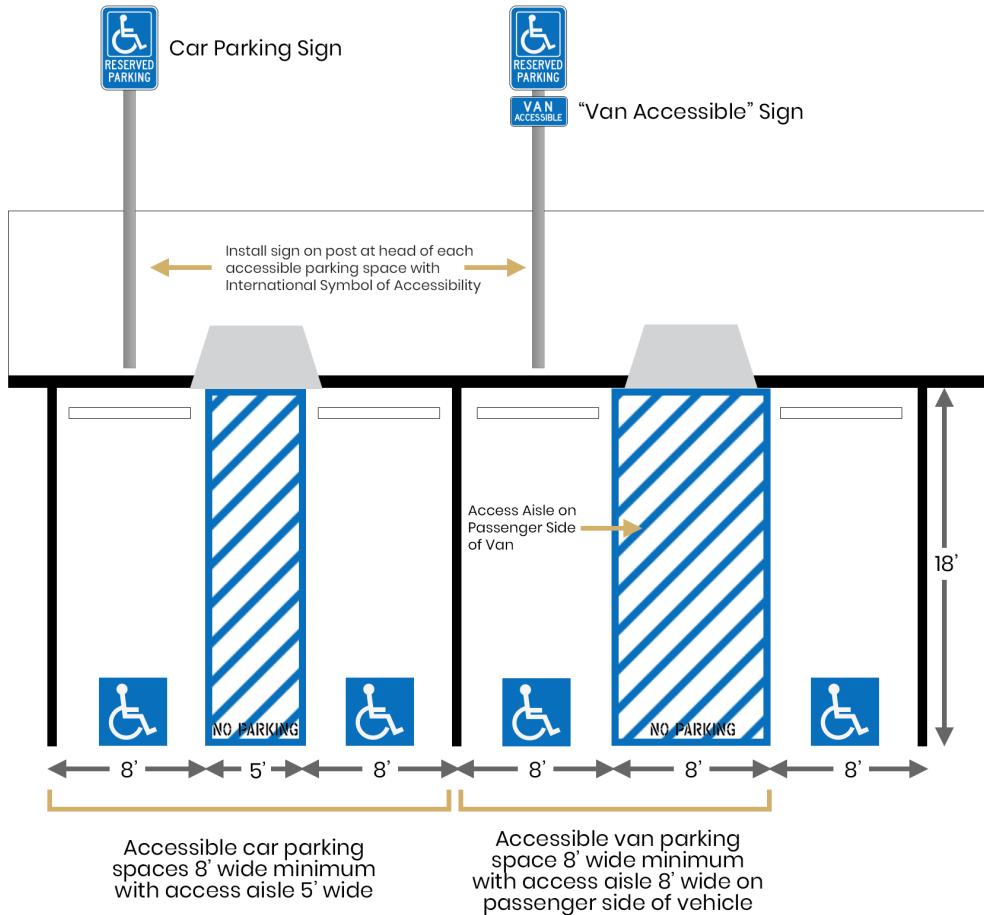 RESERVED
PARKING
Car Parking Sign
RESERVED
PARKING
VAN
ACCESSIBLE
“Van Accessible” Sign
Install sign on post at head of each
accessible parking space with
International Symbol of Accessibility
Access Aisle on
Passenger Side
of Van
18’
NO PARKING
NO PARKING
8’
5’
8’
8’
8’
8’
Accessible car parking
spaces 8’ wide minimum
with access aisle 5’ wide
Accessible van parking
space 8’ wide minimum
with access aisle 8’ wide on
passenger side of vehicle